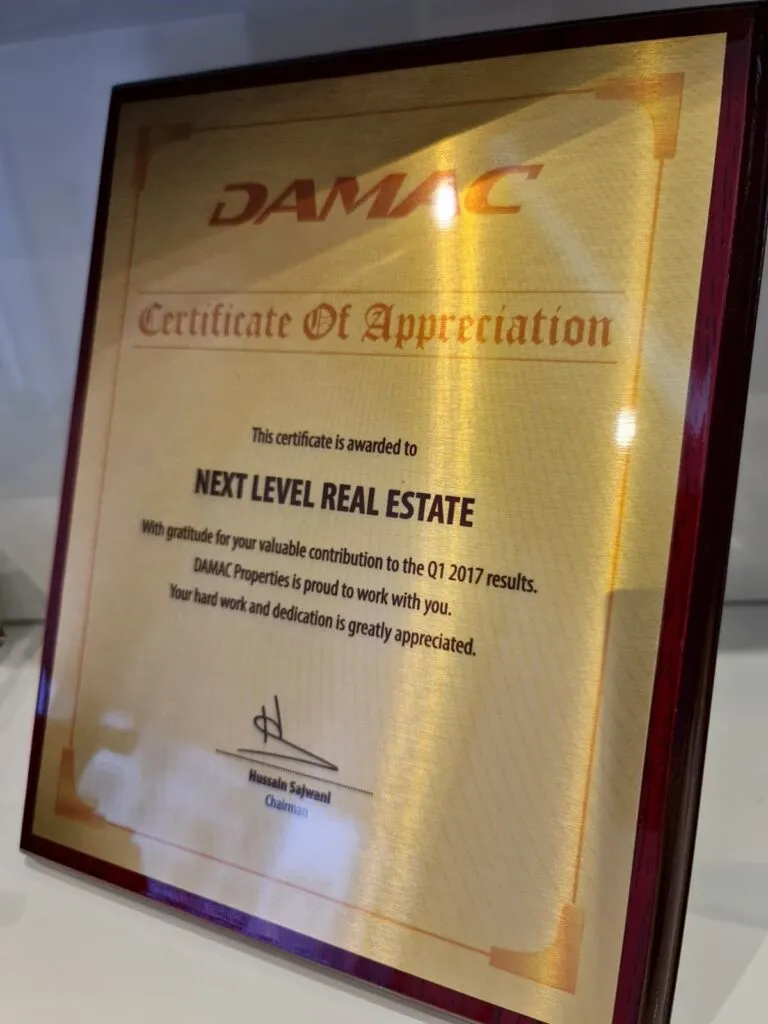 DAMAC
Certificate Of Appreciation
This certificate is awarded to
NEXT LEVEL REAL ESTATE
With gratitude for your valuable contribution to the Q1 2017 results.
DAMAC Properties is proud to work with you.
Your hard work and dedication is greatly appreciated.
Hussain Sajwani
Chairman